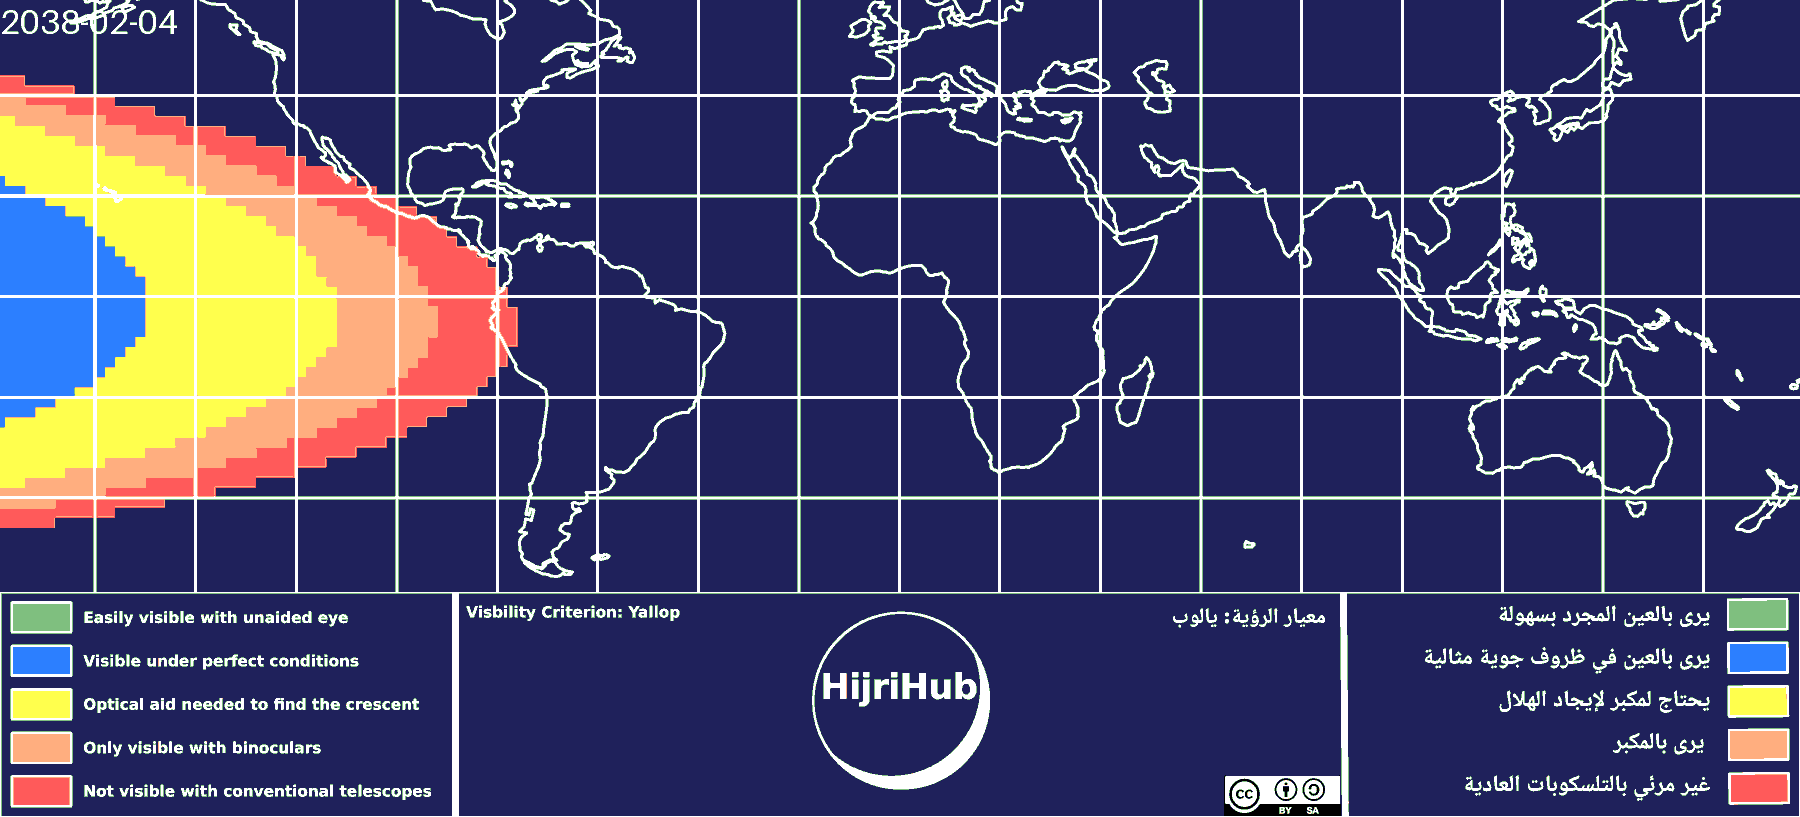 2038-02-04
Easily visible with unaided eye
Visible under perfect conditions
Optical aid needed to find the crescent
Only visible with binoculars
Not visible with conventional telescopes
Visbility Criterion: Yallop
معيار الرؤية: يالوب
HijriHub
cc
BY SA
يرى بالعين المجرد بسهولة
يرى بالعين في ظروف جوية مثالية
يحتاج لمكبر لإيجاد الهلال
يرى بالمكبر
غير مرئي بالتلسكوبات العادية